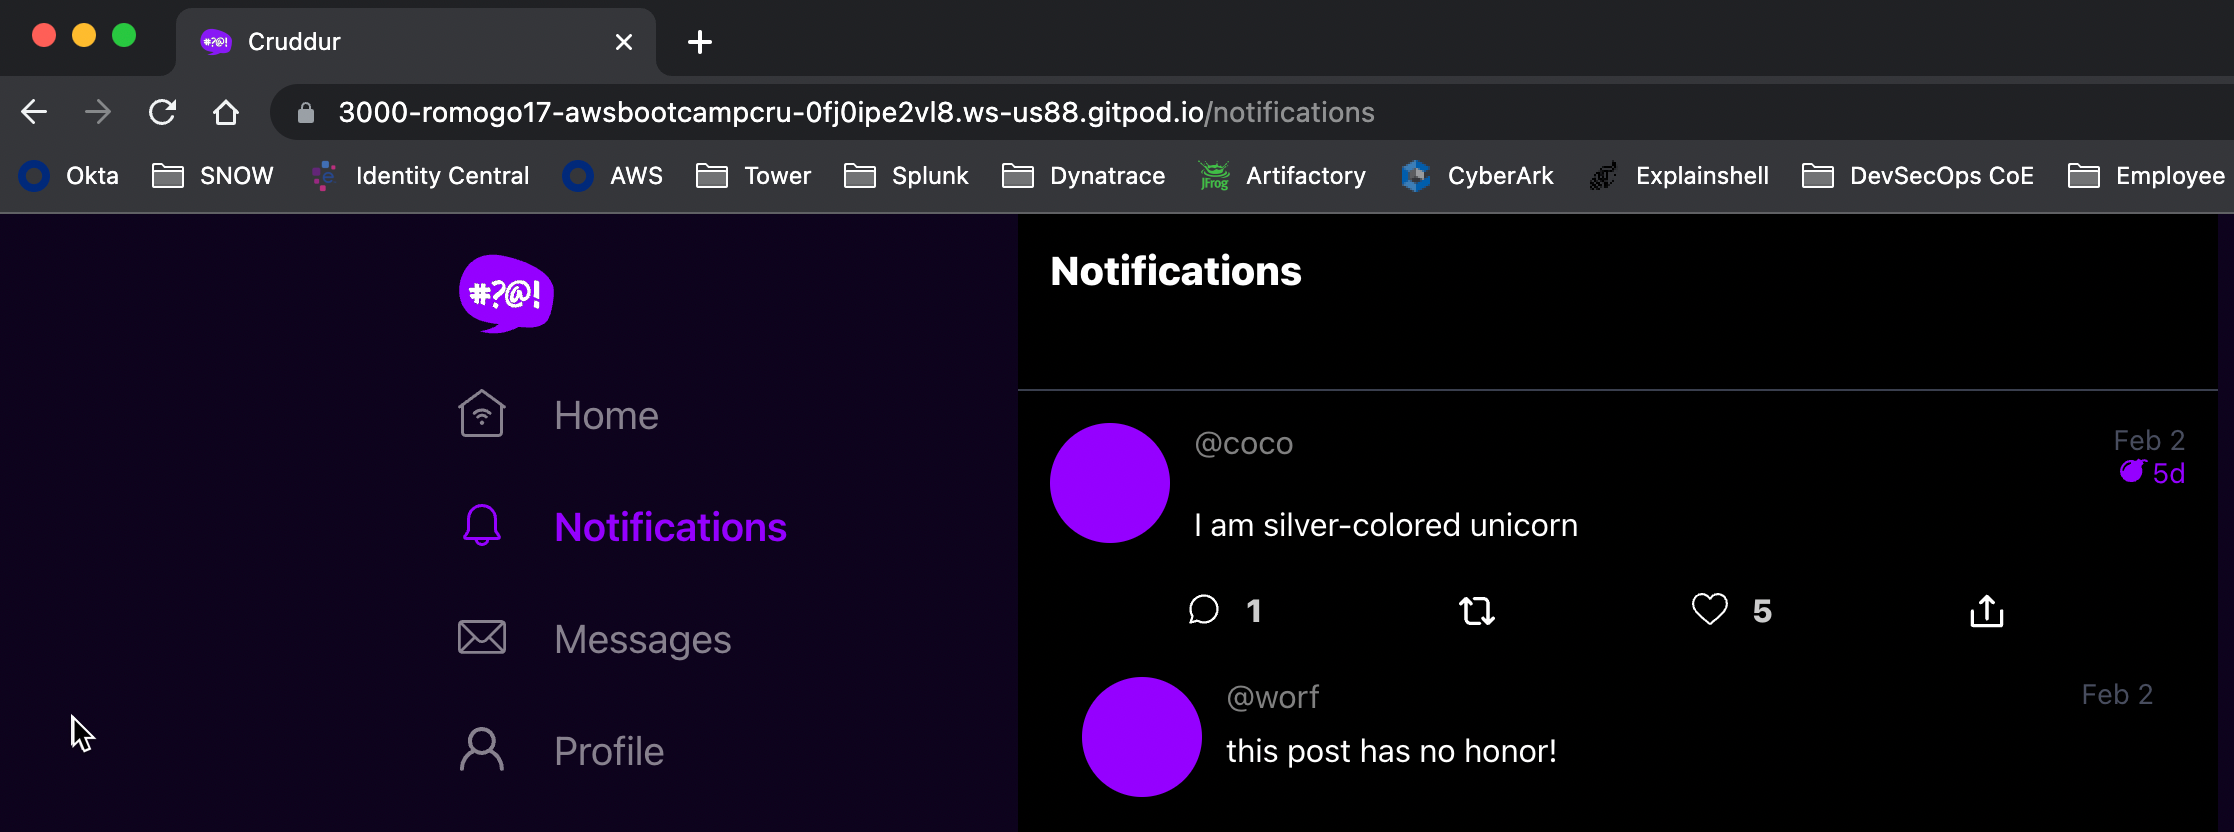 #?@! Cruddur
3000-romogo17-awsbootcampcru-0fj0ipe2vl8.ws-us88.gitpod.io/notifications
Okta SNOW Identity Central AWS Tower Splunk Dynatrace JFrog Artifactory CyberArk Explainshell DevSecOps CoE Employee
#?@!
Home
Notifications
Messages
Profile
Notifications
@coco Feb 2
5d
I am silver-colored unicorn
1 5
@worf Feb 2
this post has no honor!